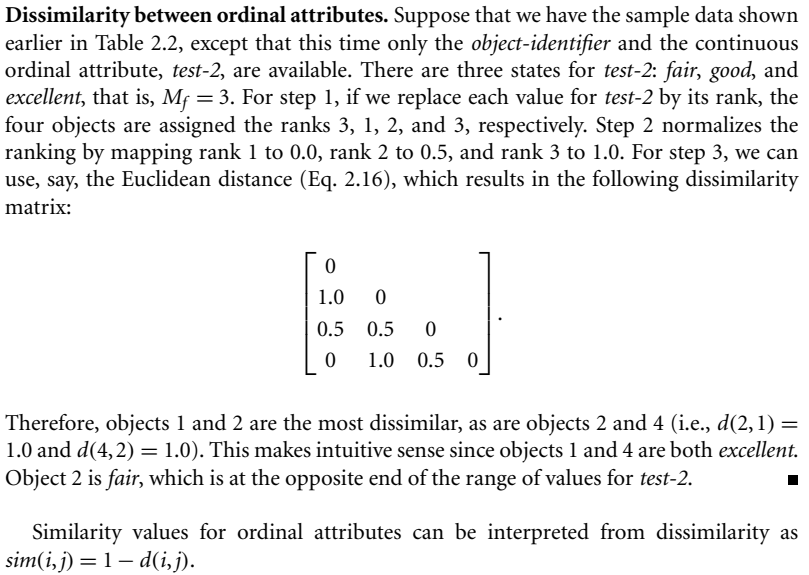 Dissimilarity between ordinal attributes. Suppose that we have the sample data shown
earlier in Table 2.2, except that this time only the object-identifier and the continuous
ordinal attribute, test-2, are available. There are three states for test-2: fair, good, and
excellent, that is, M_f = 3. For step 1, if we replace each value for test-2 by its rank, the
four objects are assigned the ranks 3, 1, 2, and 3, respectively. Step 2 normalizes the
ranking by mapping rank 1 to 0.0, rank 2 to 0.5, and rank 3 to 1.0. For step 3, we can
use, say, the Euclidean distance (Eq. 2.16), which results in the following dissimilarity
matrix:
0
1.0 0
0.5 0.5 0
0 1.0 0.5 0
.
Therefore, objects 1 and 2 are the most dissimilar, as are objects 2 and 4 (i.e., d(2, 1) =
1.0 and d(4, 2) = 1.0). This makes intuitive sense since objects 1 and 4 are both excellent.
Object 2 is fair, which is at the opposite end of the range of values for test-2. ■
Similarity values for ordinal attributes can be interpreted from dissimilarity as
sim(i, j) = 1 − d(i, j).